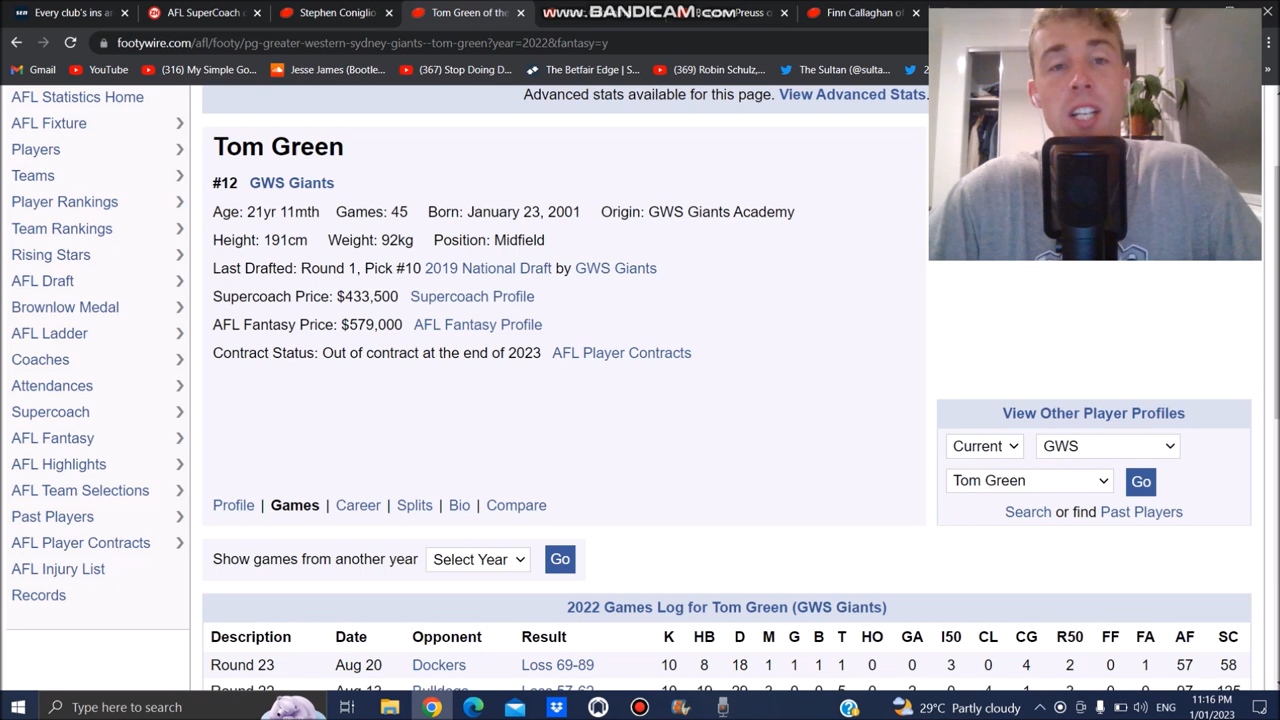 Every club's ins ar
AFL SuperCoach
Stephen Coniglio
Tom Green of the
www.BANDICAM.com
Preuss of
Finn Callaghan of
footywire.com/afl/footy/pg-greater-western-sydney-giants--tom-green?year=2022&fantasy=y
Gmail
YouTube
(316) My Simple Go...
Jesse James (Botle...
(367) Stop Doing D...
The Betfair Edge | S...
(369) Robin Schulz,...
The Sultan (@sulta...
AFL Statistics Home
AFL Fixture
Players
Teams
Player Rankings
Team Rankings
Rising Stars
AFL Draft
Brownlow Medal
AFL Ladder
Coaches
Attendances
Supercoach
AFL Fantasy
AFL Highlights
AFL Team Selections
Past Players
AFL Player Contracts
AFL Injury List
Records
Advanced stats available for this page. View Advanced Stats.
Tom Green
#12 GWS Giants
Age: 21yr 11mth Games: 45 Born: January 23, 2001 Origin: GWS Giants Academy
Height: 191cm Weight: 92kg Position: Midfield
Last Drafted: Round 1, Pick #10 2019 National Draft by GWS Giants
Supercoach Price: $433,500 Supercoach Profile
AFL Fantasy Price: $579,000 AFL Fantasy Profile
Contract Status: Out of contract at the end of 2023 AFL Player Contracts
Profile | Games | Career | Splits | Bio | Compare
View Other Player Profiles
Current GWS
Tom Green Go
Search or find Past Players
Show games from another year Select Year Go
2022 Games Log for Tom Green (GWS Giants)
Description Date Opponent Result K HB D M G B T HO GA I50 CL CG R50 FF FA AF SC
Round 23 Aug 20 Dockers Loss 69-89 10 8 18 1 1 1 1 0 0 3 0 4 2 0 1 57 58
Type here to search
29°C Partly cloudy
ENG
11:16 PM
1/01/2023